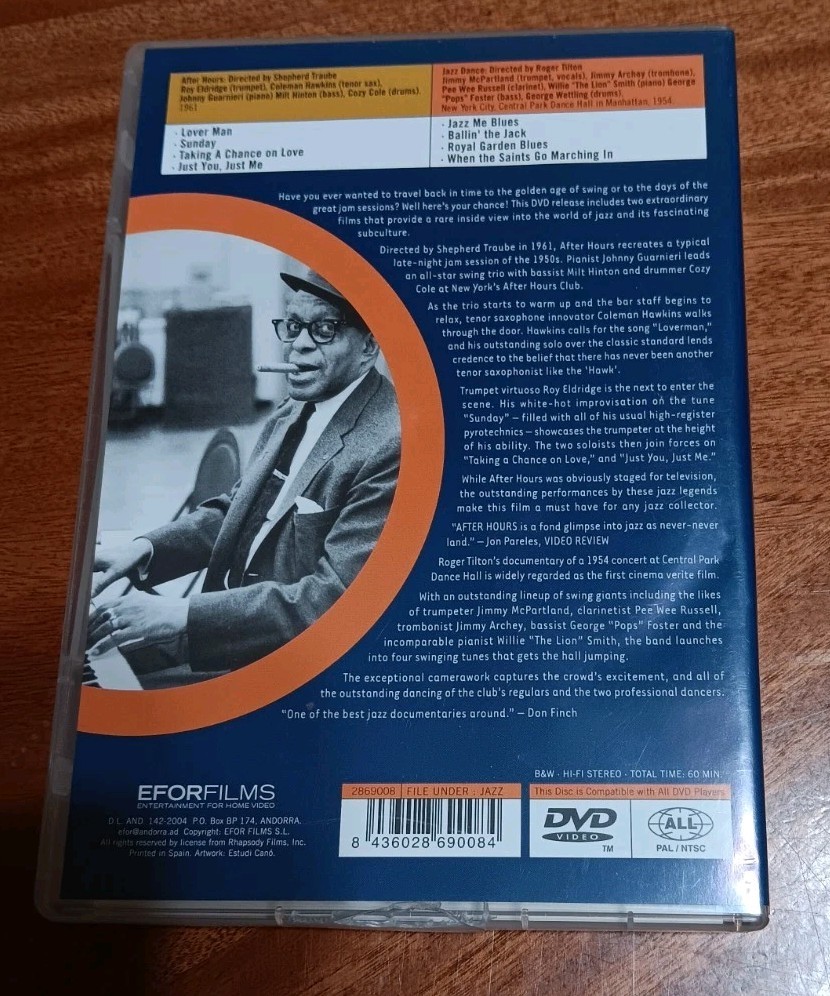 After Hours: Directed by Shepherd Traube
Roy Eldridge (trumpet), Coleman Hawkins (tenor sax),
Johnny Guarnieri (piano) Milt Hinton (bass), Cozy Cole (drums).
1961
· Lover Man
· Sunday
· Taking A Chance on Love
· Just You, Just Me
Jazz Dance: Directed by Roger Tilton
Jimmy McPartland (trumpet, vocals), Jimmy Archey (trombone),
Pee Wee Russell (clarinet), Willie "The Lion" Smith (piano) George
"Pops" Foster (bass), George Wettling (drums).
New York City, Central Park Dance Hall in Manhattan, 1954.
· Jazz Me Blues
· Ballin' the Jack
· Royal Garden Blues
· When the Saints Go Marching In
Have you ever wanted to travel back in time to the golden age of swing or to the days of the
great jam sessions? Well here's your chance! This DVD release includes two extraordinary
films that provide a rare inside view into the world of jazz and its fascinating
subculture.
Directed by Shepherd Traube in 1961, After Hours recreates a typical
late-night jam session of the 1950s. Pianist Johnny Guarnieri leads
an all-star swing trio with bassist Milt Hinton and drummer Cozy
Cole at New York's After Hours Club.
As the trio starts to warm up and the bar staff begins to
relax, tenor saxophone innovator Coleman Hawkins walks
through the door. Hawkins calls for the song "Loverman,"
and his outstanding solo over the classic standard lends
credence to the belief that there has never been another
tenor saxophonist like the 'Hawk'.
Trumpet virtuoso Roy Eldridge is the next to enter the
scene. His white-hot improvisation on the tune
"Sunday" – filled with all of his usual high-register
pyrotechnics – showcases the trumpeter at the height
of his ability. The two soloists then join forces on
"Taking a Chance on Love," and "Just You, Just Me."
While After Hours was obviously staged for television,
the outstanding performances by these jazz legends
make this film a must have for any jazz collector.
"AFTER HOURS is a fond glimpse into jazz as never-never
land." – Jon Pareles, VIDEO REVIEW
Roger Tilton's documentary of a 1954 concert at Central Park
Dance Hall is widely regarded as the first cinema verite film.
With an outstanding lineup of swing giants including the likes
of trumpeter Jimmy McPartland, clarinetist Pee Wee Russell,
trombonist Jimmy Archey, bassist George "Pops" Foster and the
incomparable pianist Willie "The Lion" Smith, the band launches
into four swinging tunes that gets the hall jumping.
The exceptional camerawork captures the crowd's excitement, and all of
the outstanding dancing of the club's regulars and the two professional dancers.
"One of the best jazz documentaries around." – Don Finch
B&W · HI-FI STEREO · TOTAL TIME: 60 MIN.
EFORFILMS
ENTERTAINMENT FOR HOME VIDEO
D.L. AND. 142-2004 P.O. Box BP 174, ANDORRA.
efor@andorra.ad Copyright: EFOR FILMS S.L.
All rights reserved by license from Rhapsody Films, Inc.
Printed in Spain. Artwork: Estudi Canó.
2869008 FILE UNDER : JAZZ
8 436028 690084
This Disc is Compatible with All DVD Players
DVD
VIDEO
TM
ALL
PAL / NTSC